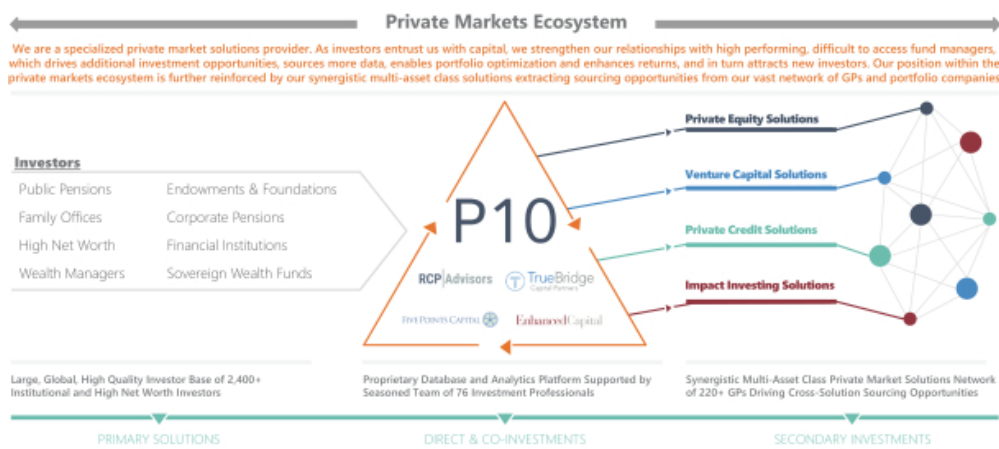 Private Markets Ecosystem
We are a specialized private market solutions provider. As investors entrust us with capital, we strengthen our relationships with high performing, difficult to access fund managers,
which drives additional investment opportunities, sources more data, enables portfolio optimization and enhances returns, and in turn attracts new investors. Our position within the
private markets ecosystem is further reinforced by our synergistic multi-asset class solutions extracting sourcing opportunities from our vast network of GPs and portfolio companies
Investors
Public Pensions
Endowments & Foundations
Family Offices
Corporate Pensions
High Net Worth
Financial Institutions
Wealth Managers
Sovereign Wealth Funds
P10
RCP Advisors
TrueBridge
Capital Partners
FIVE POINTS CAPITAL
EnhancedCapital
Private Equity Solutions
Venture Capital Solutions
Private Credit Solutions
Impact Investing Solutions
Large, Global, High Quality Investor Base of 2,400+
Institutional and High Net Worth Investors
Proprietary Database and Analytics Platform Supported by
Seasoned Team of 76 Investment Professionals
Synergistic Multi-Asset Class Private Market Solutions Network
of 220+ GPs Driving Cross-Solution Sourcing Opportunities
PRIMARY SOLUTIONS
DIRECT & CO-INVESTMENTS
SECONDARY INVESTMENTS